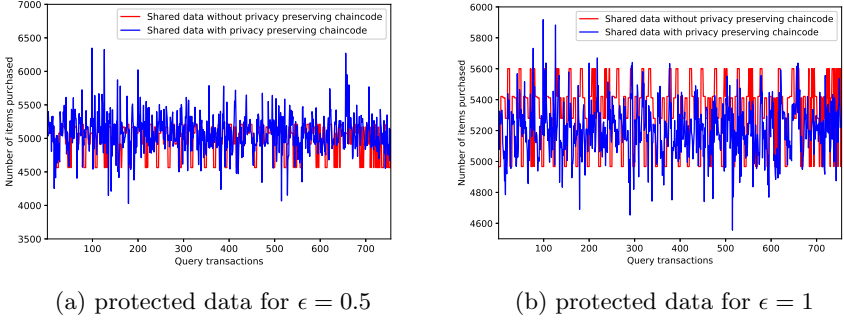 7000
6500
6000
5500
5000
4500
4000
3500
Number of items purchased
Shared data without privacy preserving chaincode
Shared data with privacy preserving chaincode
100 200 300 400 500 600 700
Query transactions
(a) protected data for ϵ = 0.5
6000
5800
5600
5400
5200
5000
4800
4600
Number of items purchased
Shared data without privacy preserving chaincode
Shared data with privacy preserving chaincode
100 200 300 400 500 600 700
Query transactions
(b) protected data for ϵ = 1